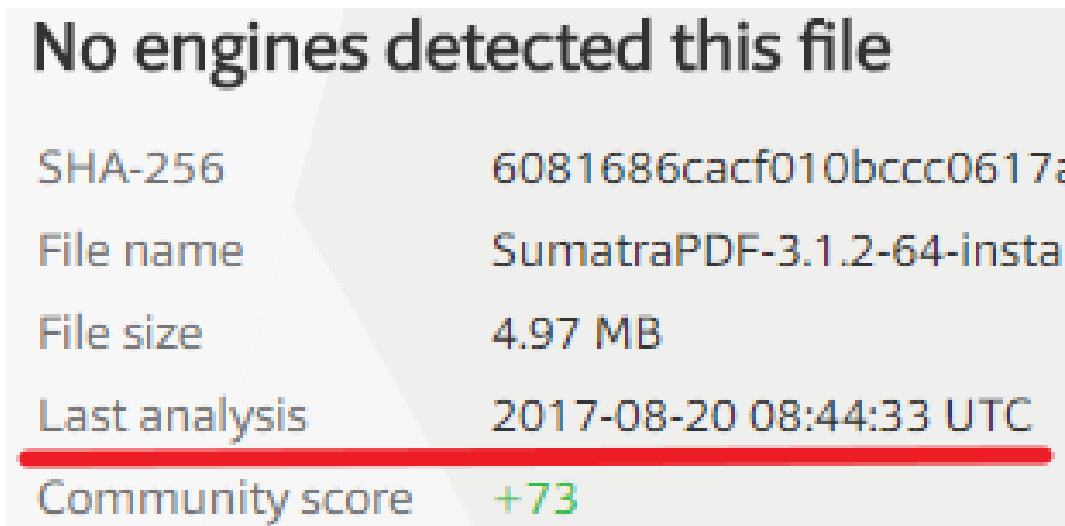 No engines detected this file
SHA-256 6081686cacf010bccc0617a
File name SumatraPDF-3.1.2-64-insta
File size 4.97 MB
Last analysis 2017-08-20 08:44:33 UTC
Community score +73